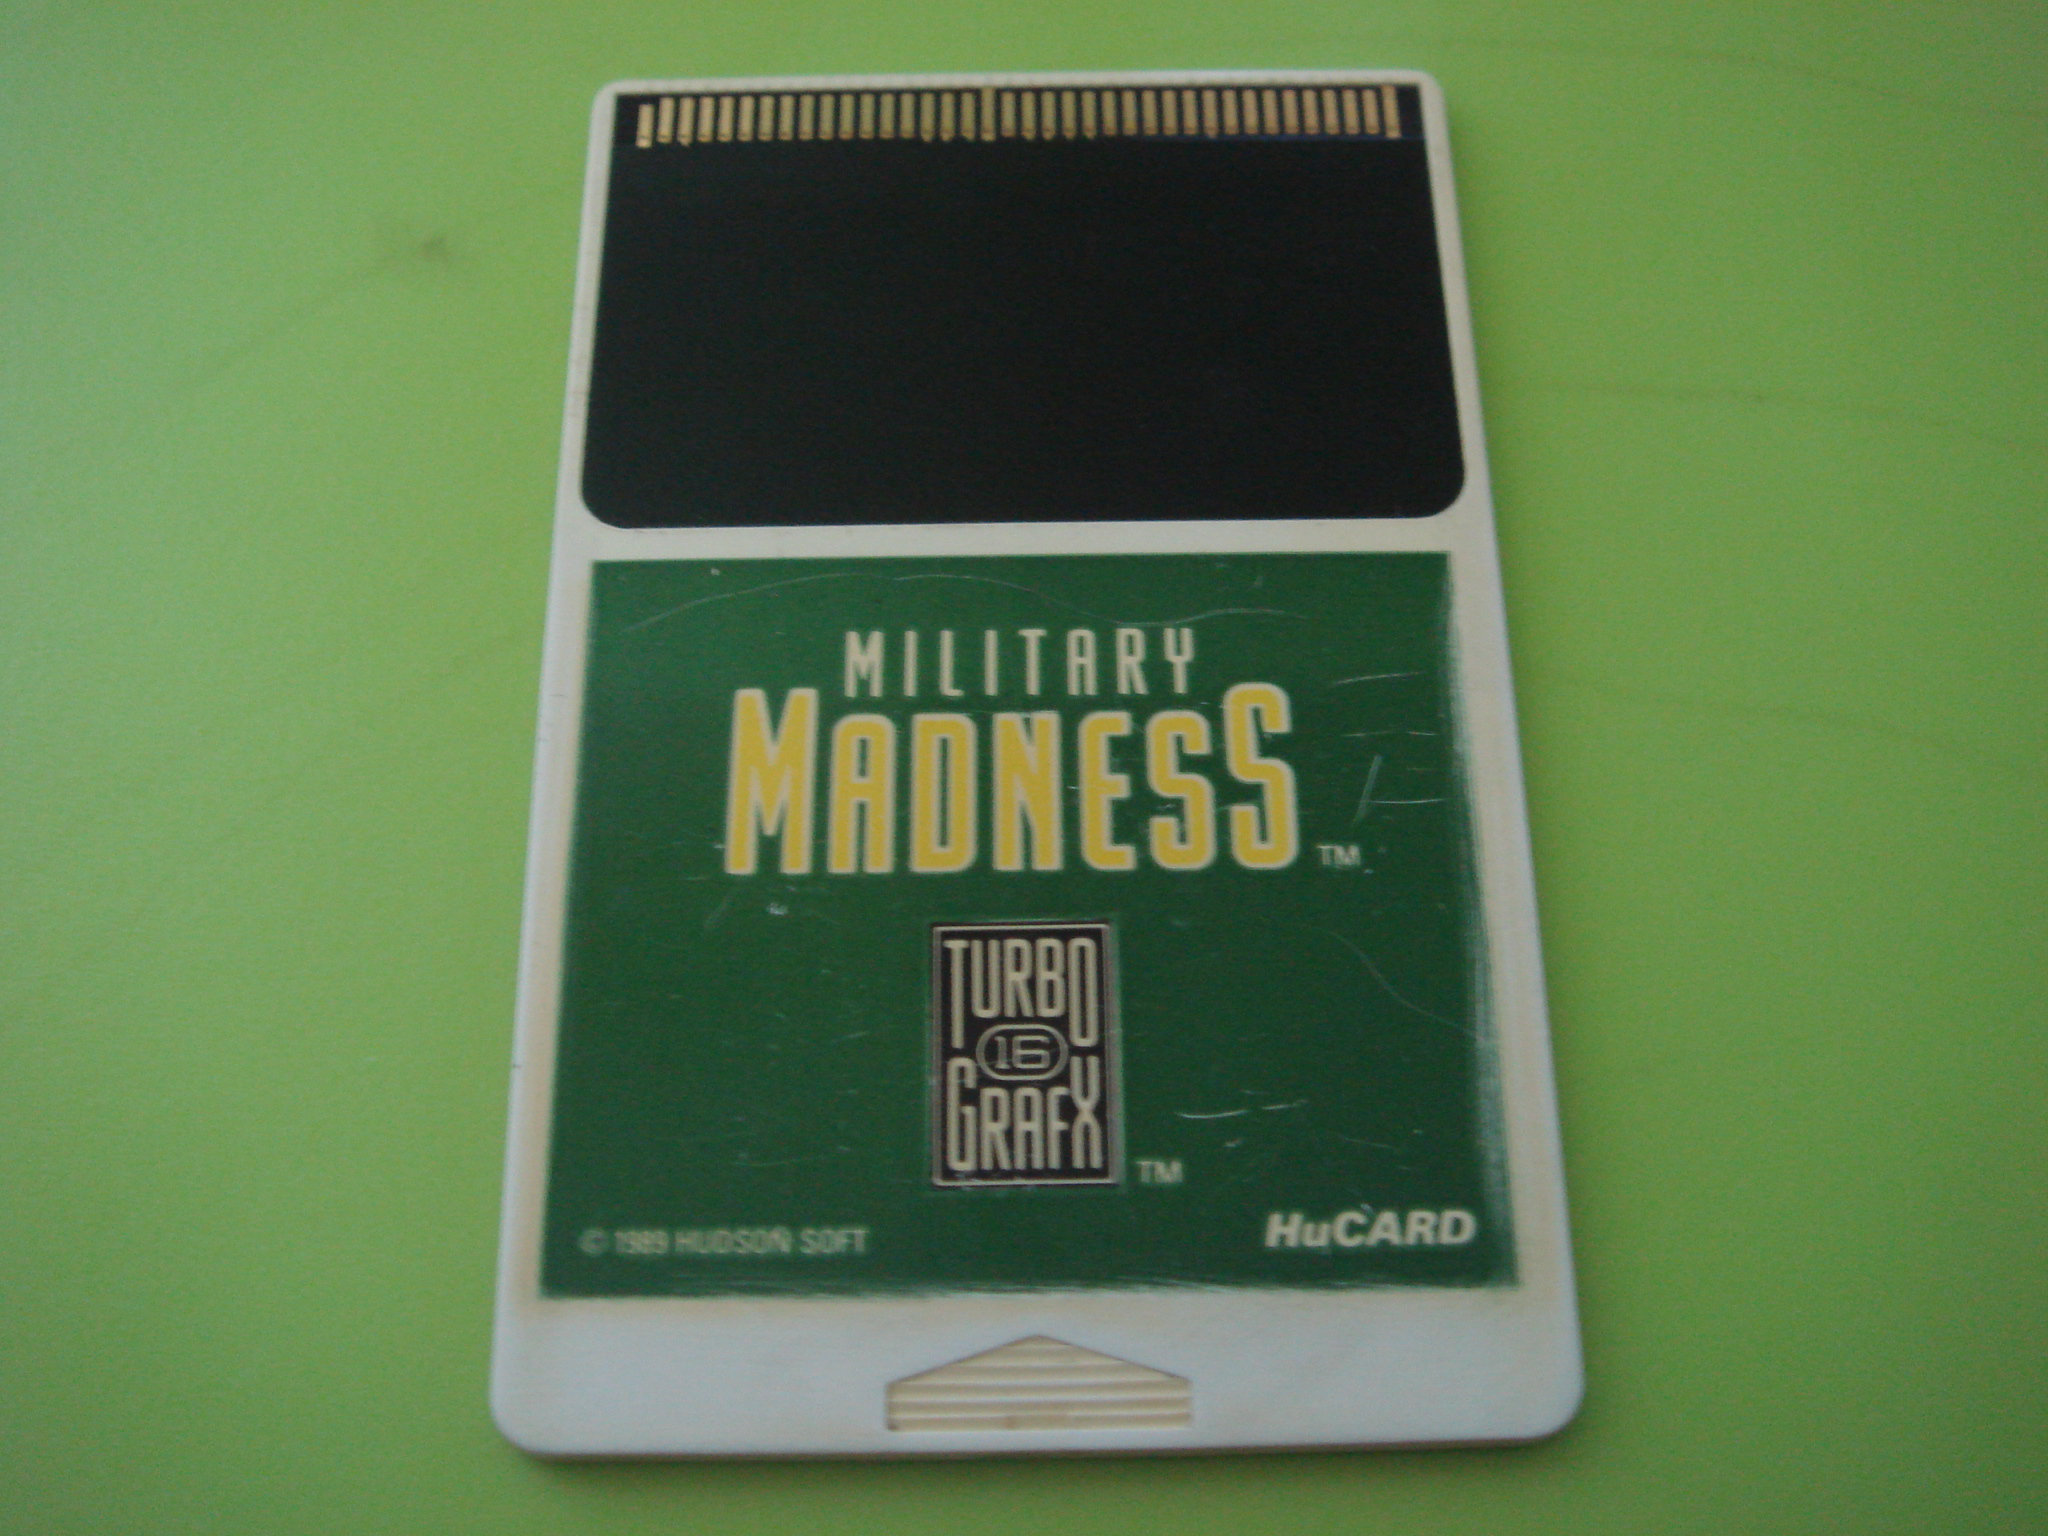 MILITARY
MADNESS TM
TURBO
16
GRAFX TM
© 1989 HUDSON SOFT
HuCARD